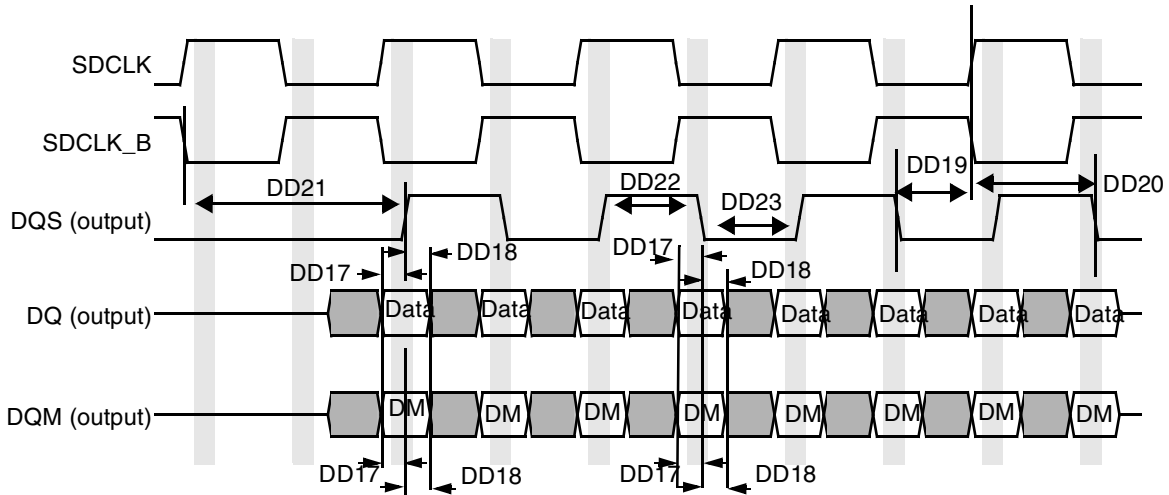 SDCLK
SDCLK_B
DD21
DD22
DD19
DD20
DQS (output)
DD23
DD17
DD18
DD17
DD18
DQ (output)
Data
Data
Data
Data
Data
Data
Data
Data
DQM (output)
DM
DM
DM
DM
DM
DM
DM
DM
DD17
DD18
DD17
DD18